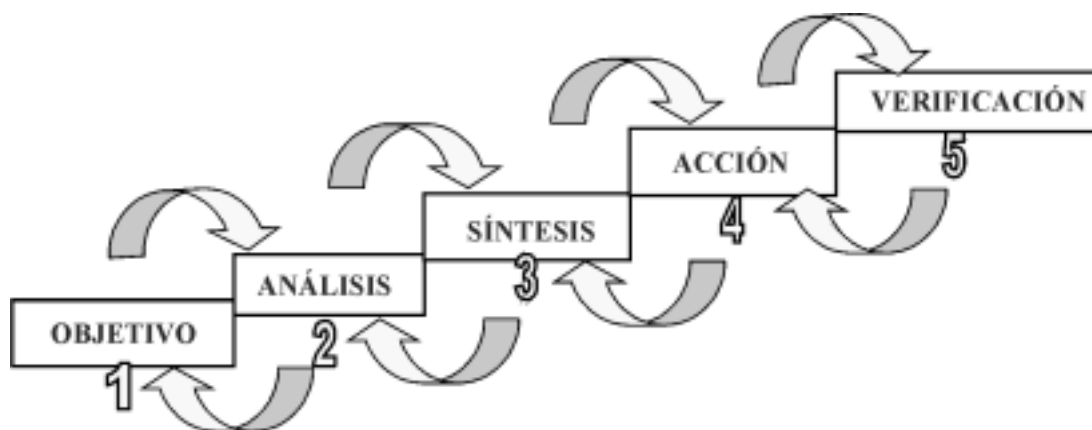 OBJETIVO
1
ANÁLISIS
2
SÍNTESIS
3
ACCIÓN
4
VERIFICACIÓN
5